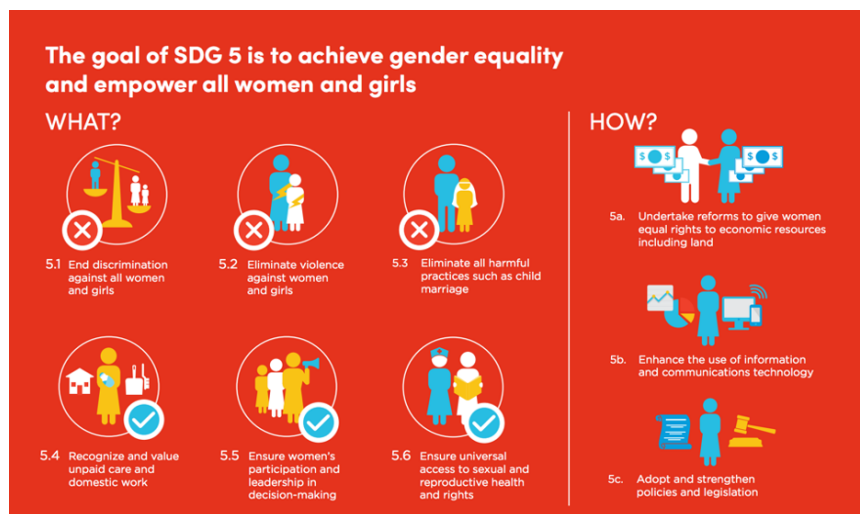 The goal of SDG 5 is to achieve gender equality
and empower all women and girls
WHAT?
5.1 End discrimination
against all women
and girls
5.2 Eliminate violence
against women
and girls
5.3 Eliminate all harmful
practices such as child
marriage
5.4 Recognize and value
unpaid care and
domestic work
5.5 Ensure women's
participation and
leadership in
decision-making
5.6 Ensure universal
access to sexual and
reproductive health
and rights
HOW?
$ $ $ $
5a. Undertake reforms to give women
equal rights to economic resources
including land
5b. Enhance the use of information
and communications technology
5c. Adopt and strengthen
policies and legislation